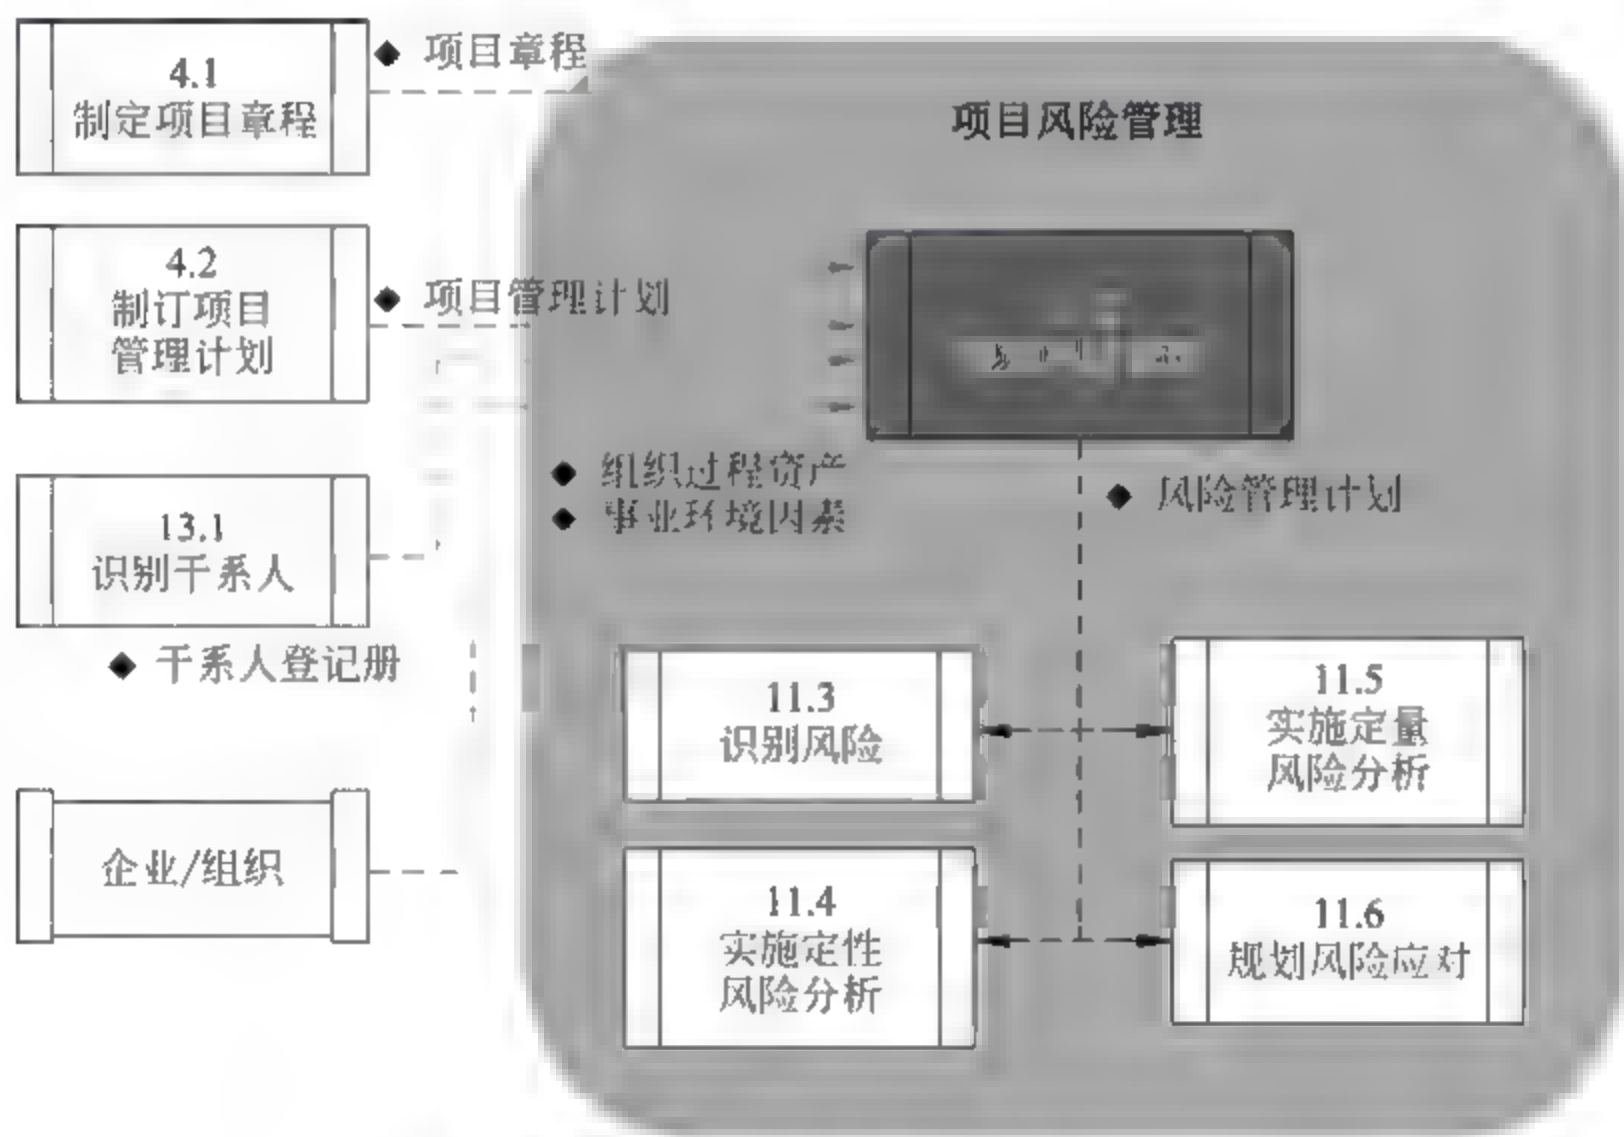 4.1
制定项目章程
◆ 项目章程
项目风险管理
4.2
制订项目
管理计划
◆ 项目管理计划
◆ 组织过程资产
◆ 事业环境因素
◆ 风险管理计划
13.1
识别干系人
◆ 干系人登记册
11.3
识别风险
11.5
实施定量
风险分析
企业/组织
11.4
实施定性
风险分析
11.6
规划风险应对